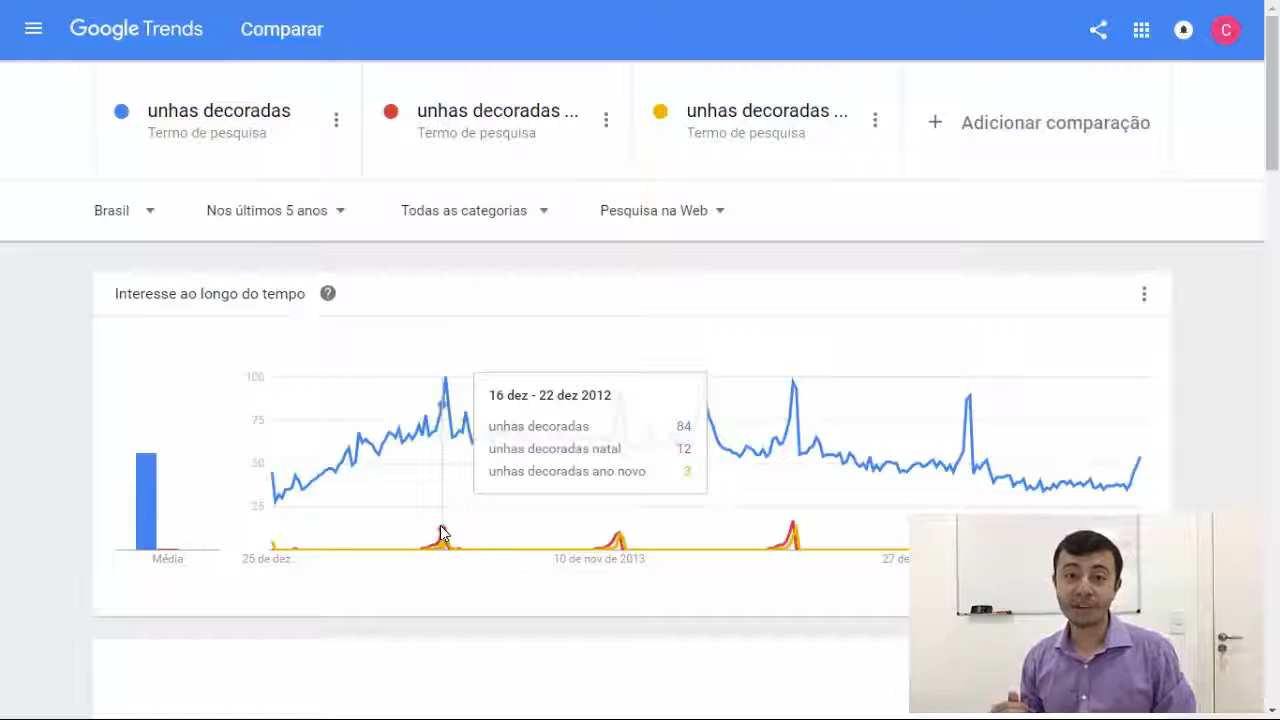 Google Trends
Comparar
C
unhas decoradas
Termo de pesquisa
unhas decoradas ...
Termo de pesquisa
unhas decoradas ...
Termo de pesquisa
+ Adicionar comparação
Brasil
Nos últimos 5 anos
Todas as categorias
Pesquisa na Web
Interesse ao longo do tempo
?
100
75
50
25
16 dez - 22 dez 2012
unhas decoradas 84
unhas decoradas natal 12
unhas decoradas ano novo 3
Média
25 de dez...
10 de nov de 2013
27 de